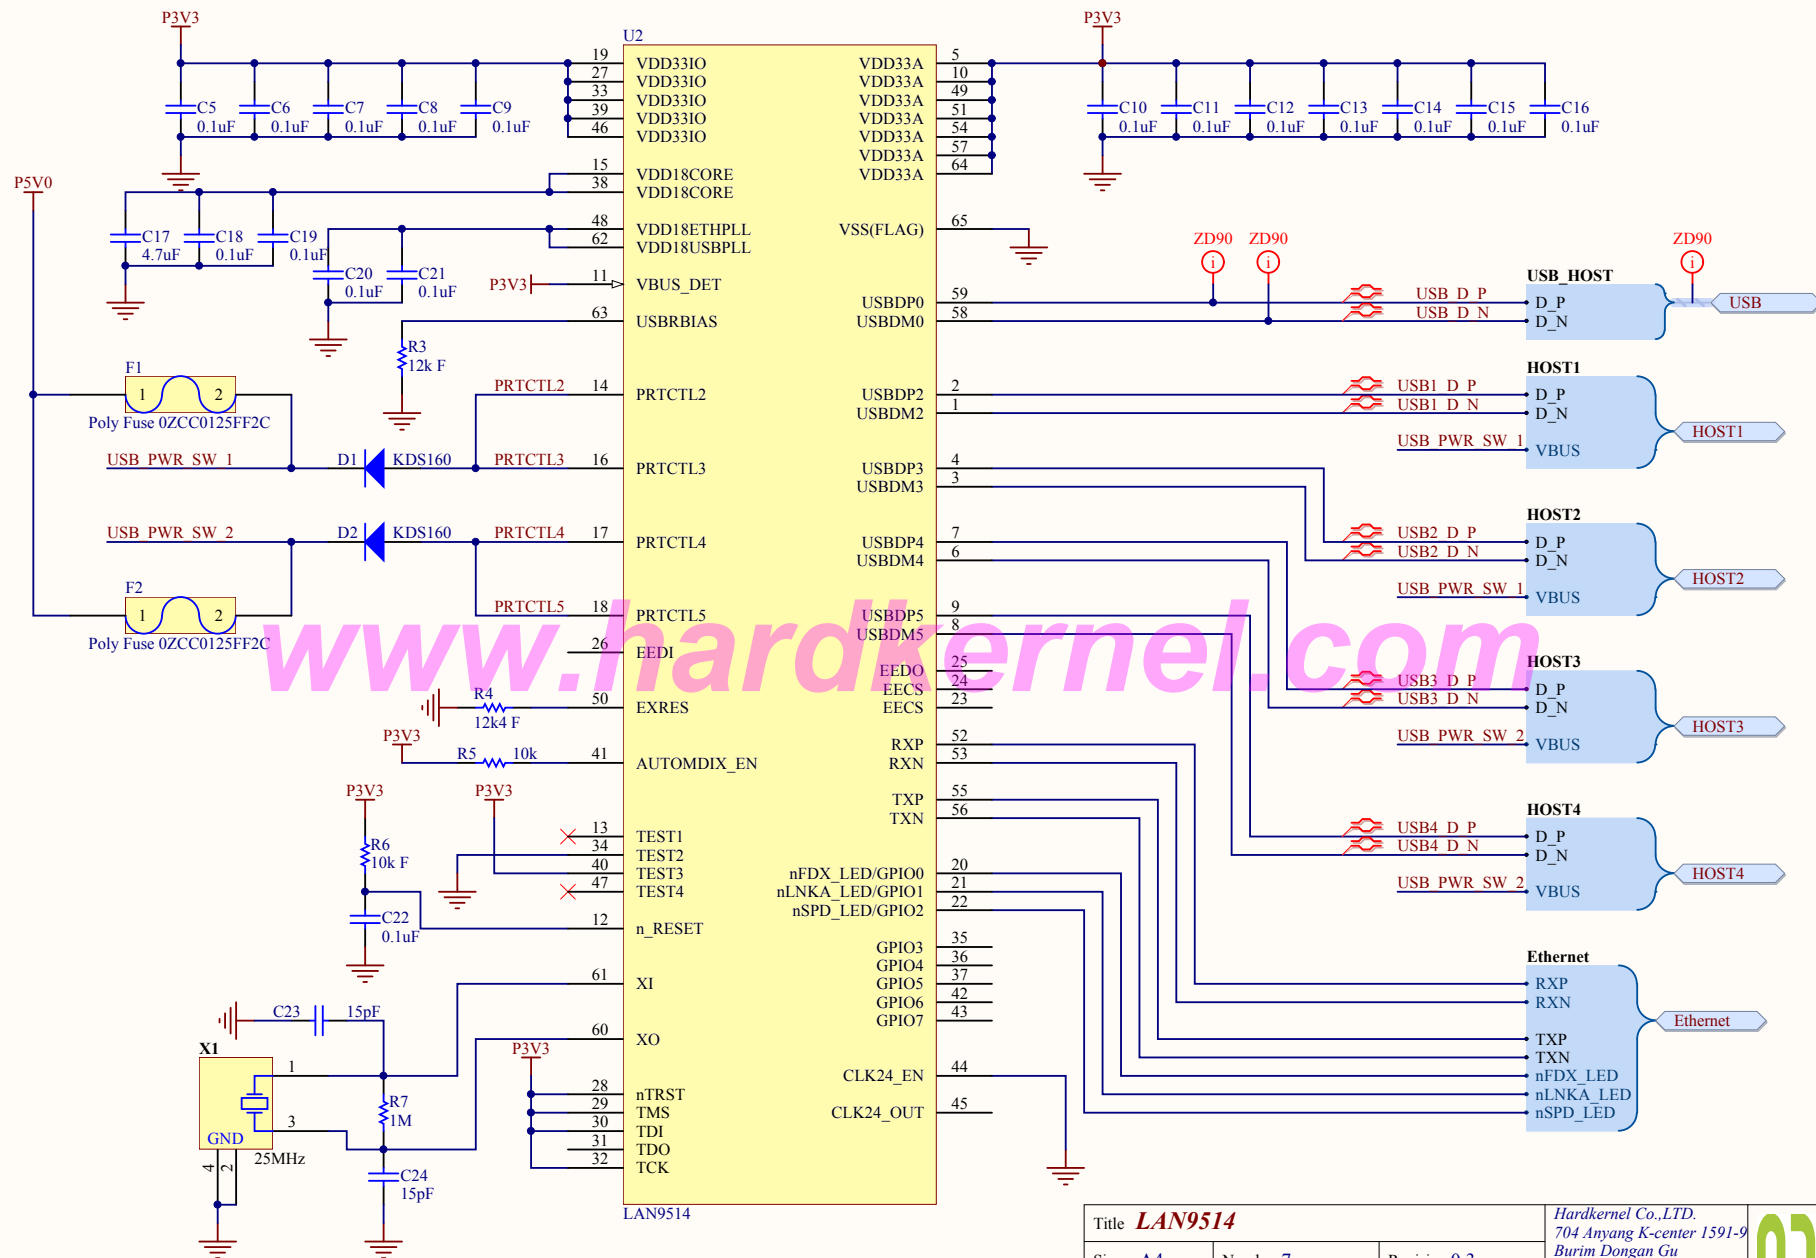 P3V3
P3V3
U2
19 VDD33IO
27 VDD33IO
33 VDD33IO
39 VDD33IO
46 VDD33IO
VDD33A 5
VDD33A 10
VDD33A 49
VDD33A 51
VDD33A 54
VDD33A 57
VDD33A 64
C5 C6 C7 C8 C9
0.1uF 0.1uF 0.1uF 0.1uF 0.1uF
C10 C11 C12 C13 C14 C15 C16
0.1uF 0.1uF 0.1uF 0.1uF 0.1uF 0.1uF 0.1uF
15 VDD18CORE
38 VDD18CORE
P5V0
C17 C18 C19
4.7uF 0.1uF 0.1uF
48 VDD18ETHPLL
62 VDD18USBPLL
VSS(FLAG) 65
C20 C21
0.1uF 0.1uF
P3V3 11 VBUS_DET
63 USBRBIAS
R3
12k F
ZD90 ZD90 ZD90
i i i
USBDP0 59 USB_D_P
USBDM0 58 USB_D_N
USB_HOST
D_P
D_N
USB
F1
1 2
Poly Fuse 0ZCC0125FF2C
PRTCTL2 14 PRTCTL2
USB_PWR_SW_1 D1 KDS160 PRTCTL3 16 PRTCTL3
USB_PWR_SW_2 D2 KDS160 PRTCTL4 17 PRTCTL4
F2
1 2
Poly Fuse 0ZCC0125FF2C
PRTCTL5 18 PRTCTL5
USBDP2 2 USB1_D_P
USBDM2 1 USB1_D_N
USB_PWR_SW_1
HOST1
D_P
D_N
VBUS
HOST1
USBDP3 4
USBDM3 3
USB2_D_P
USB2_D_N
USB_PWR_SW_1
HOST2
D_P
D_N
VBUS
HOST2
USBDP4 7
USBDM4 6
USBDP5 9
USBDM5 8
www.hardkernel.com
26 EEDI
EEDO 25
EECS 24
EECS 23
USB3_D_P
USB3_D_N
USB_PWR_SW_2
HOST3
D_P
D_N
VBUS
HOST3
R4
12k4 F
50 EXRES
P3V3
R5 10k 41 AUTOMDIX_EN
RXP 52
RXN 53
TXP 55
TXN 56
P3V3 P3V3
R6
10k F
13 TEST1
34 TEST2
40 TEST3
47 TEST4
C22
0.1uF
12 n_RESET
USB4_D_P
USB4_D_N
USB_PWR_SW_2
HOST4
D_P
D_N
VBUS
HOST4
nFDX_LED/GPIO0 20
nLNKA_LED/GPIO1 21
nSPD_LED/GPIO2 22
GPIO3 35
GPIO4 36
GPIO5 37
GPIO6 42
GPIO7 43
61 XI
60 XO
C23 15pF
X1
1
3
GND
4 2
25MHz
R7
1M
C24
15pF
P3V3
28 nTRST
29 TMS
30 TDI
31 TDO
32 TCK
CLK24_EN 44
CLK24_OUT 45
Ethernet
RXP
RXN
TXP
TXN
nFDX_LED
nLNKA_LED
nSPD_LED
Ethernet
LAN9514
Title LAN9514
Hardkernel Co.,LTD.
704 Anyang K-center 1591-9
Burim Dongan Gu